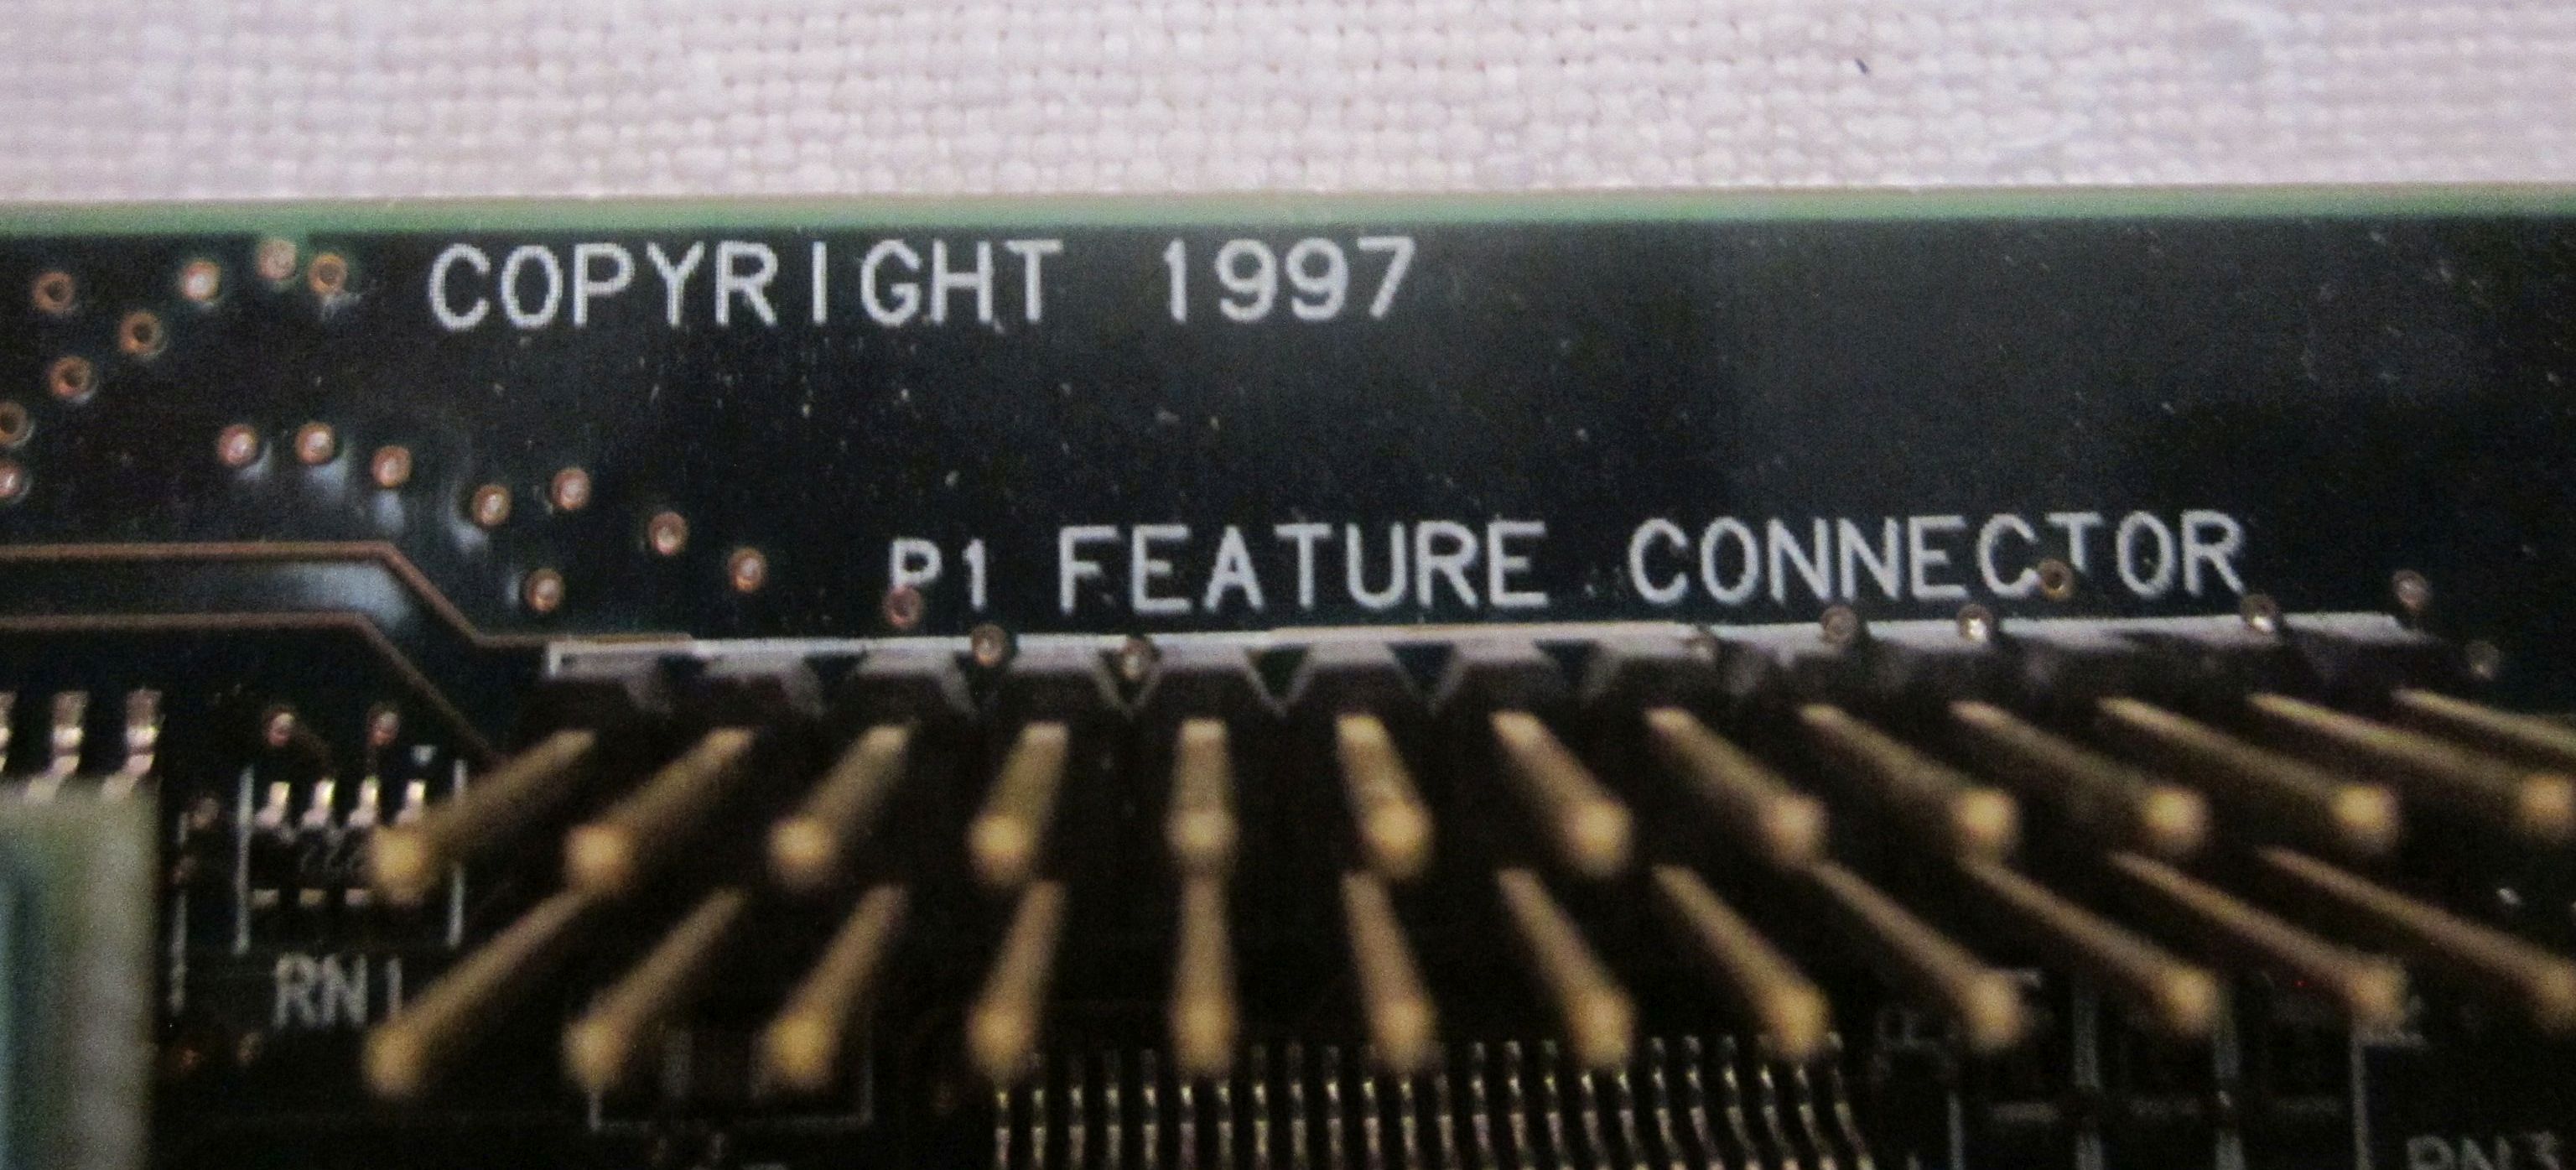 COPYRIGHT 1997
P1 FEATURE CONNECTOR
RN1